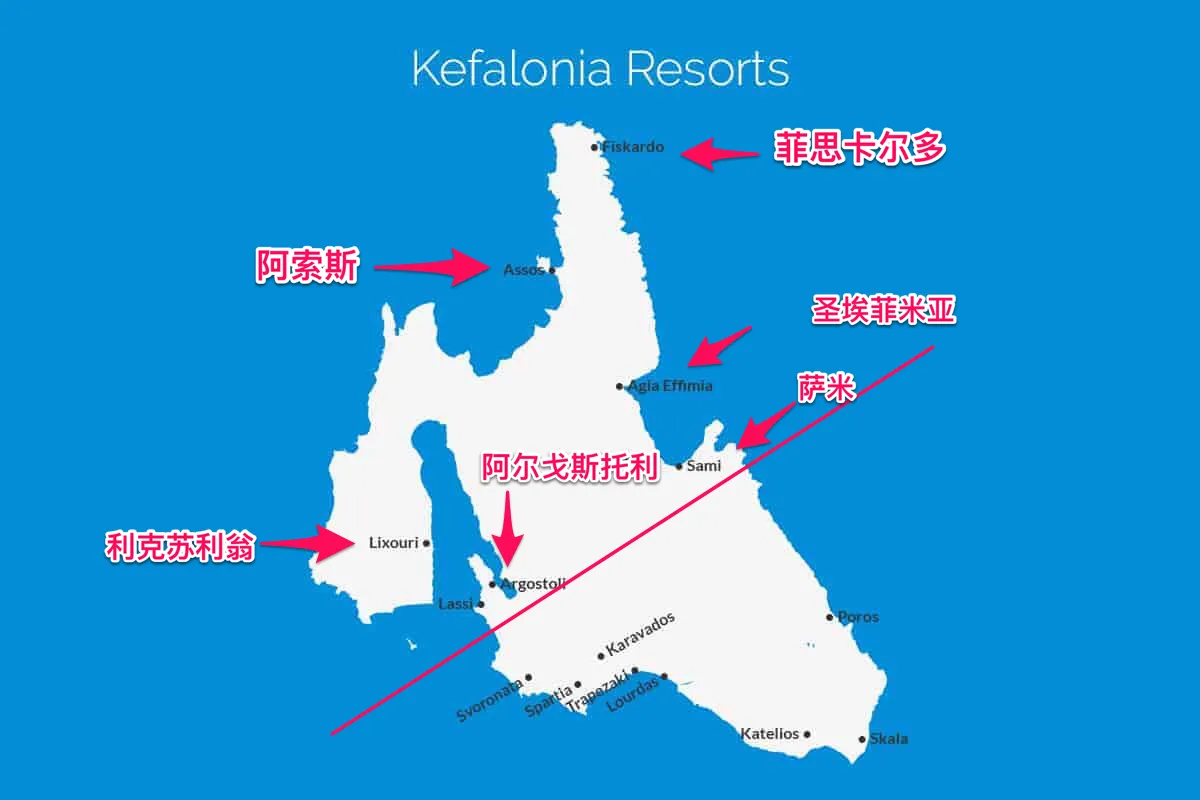 Kefalonia Resorts
Fiskardo
菲思卡尔多
阿索斯
Assos
圣埃菲米亚
Agia Effimia
萨米
阿尔戈斯托利
Sami
利克苏利翁
Lixouri
Argostoli
Lassi
Poros
Karavados
Svoronata
Spartia
Trapezaki
Lourdas
Katelios
Skala